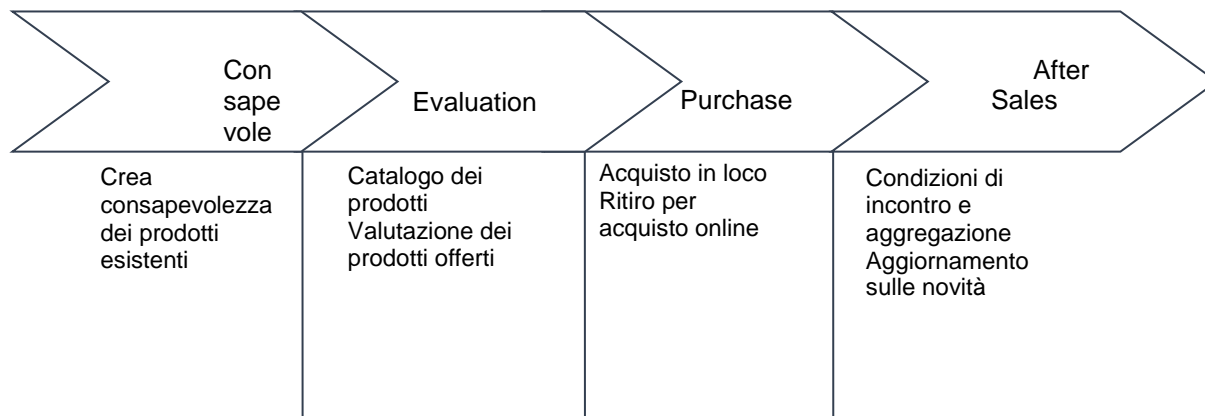 Con
sape
vole
Evaluation
Purchase
After
Sales
Crea
consapevolezza
dei prodotti
esistenti
Catalogo dei
prodotti
Valutazione dei
prodotti offerti
Acquisto in loco
Ritiro per
acquisto online
Condizioni di
incontro e
aggregazione
Aggiornamento
sulle novità